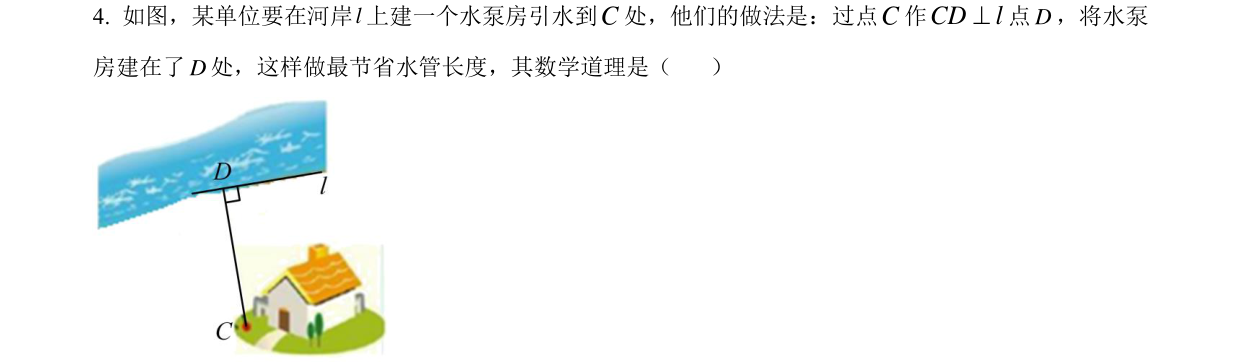 4. 如图，某单位要在河岸l上建一个水泵房引水到C处，他们的做法是：过点C作CD⊥l点D，将水泵
房建在了D处，这样做最节省水管长度，其数学道理是（　　）
D
l
C